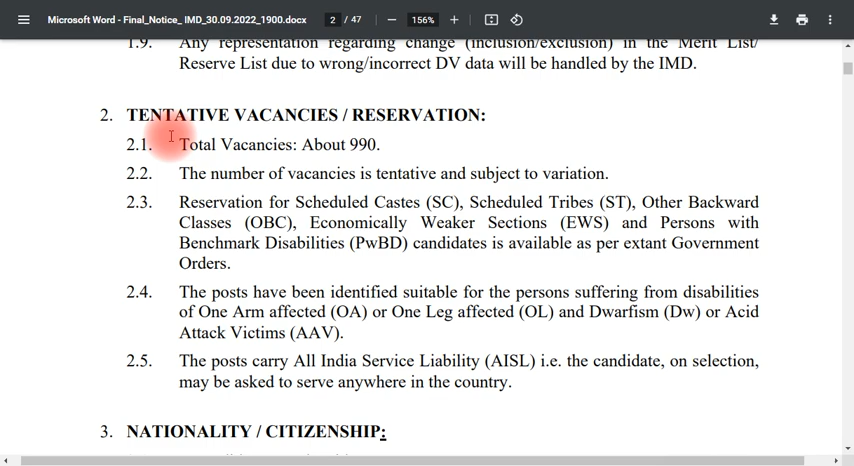 Microsoft Word - Final_Notice_ IMD_30.09.2022_1900.docx 2 / 47 — 156% +
1.9. Any representation regarding change (inclusion/exclusion) in the Merit List/
Reserve List due to wrong/incorrect DV data will be handled by the IMD.
2. TENTATIVE VACANCIES / RESERVATION:
2.1. Total Vacancies: About 990.
2.2. The number of vacancies is tentative and subject to variation.
2.3. Reservation for Scheduled Castes (SC), Scheduled Tribes (ST), Other Backward
Classes (OBC), Economically Weaker Sections (EWS) and Persons with
Benchmark Disabilities (PwBD) candidates is available as per extant Government
Orders.
2.4. The posts have been identified suitable for the persons suffering from disabilities
of One Arm affected (OA) or One Leg affected (OL) and Dwarfism (Dw) or Acid
Attack Victims (AAV).
2.5. The posts carry All India Service Liability (AISL) i.e. the candidate, on selection,
may be asked to serve anywhere in the country.
3. NATIONALITY / CITIZENSHIP: